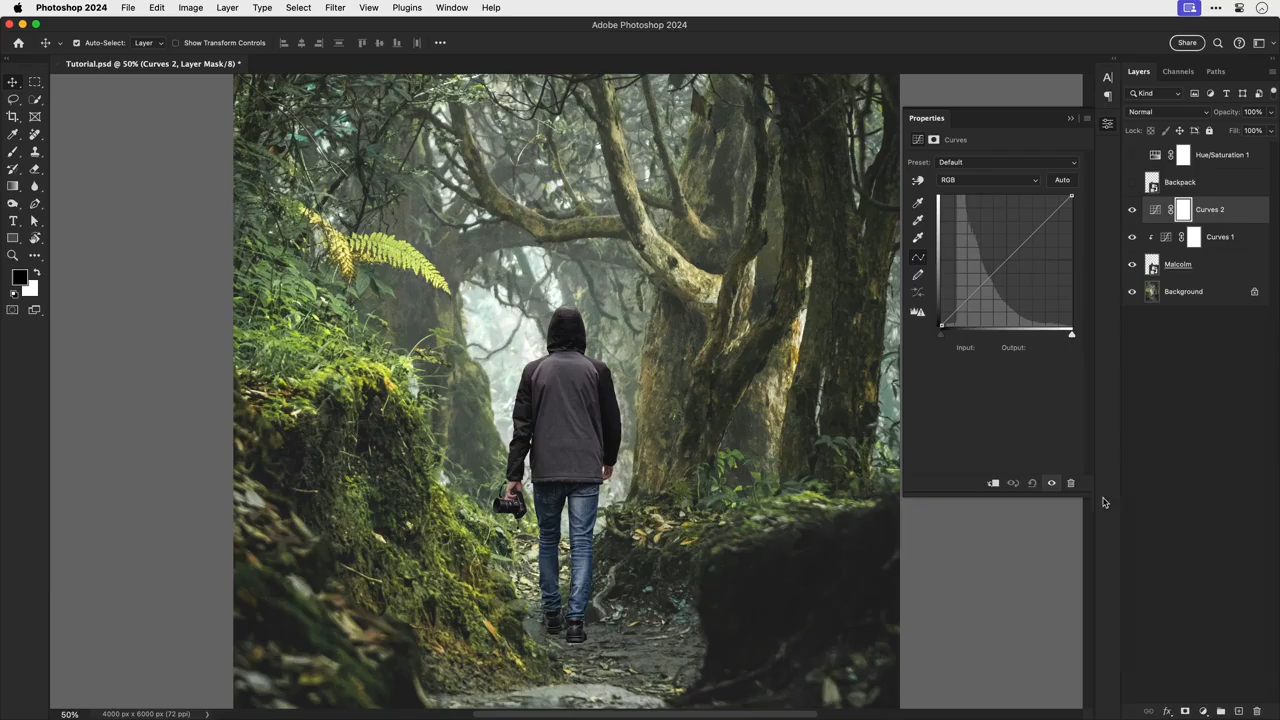 Photoshop 2024 File Edit Image Layer Type Select Filter View Plugins Window Help
Adobe Photoshop 2024
Auto-Select: Layer Show Transform Controls Share
Tutorial.psd @ 50% (Curves 2, Layer Mask/8) *
Properties
Curves
Preset: Default
RGB Auto
Input: Output:
Layers Channels Paths
Kind
Normal Opacity: 100%
Lock: Fill: 100%
Hue/Saturation 1
Backpack
Curves 2
Curves 1
Malcolm
Background
50% 4000 px x 6000 px (72 ppi)